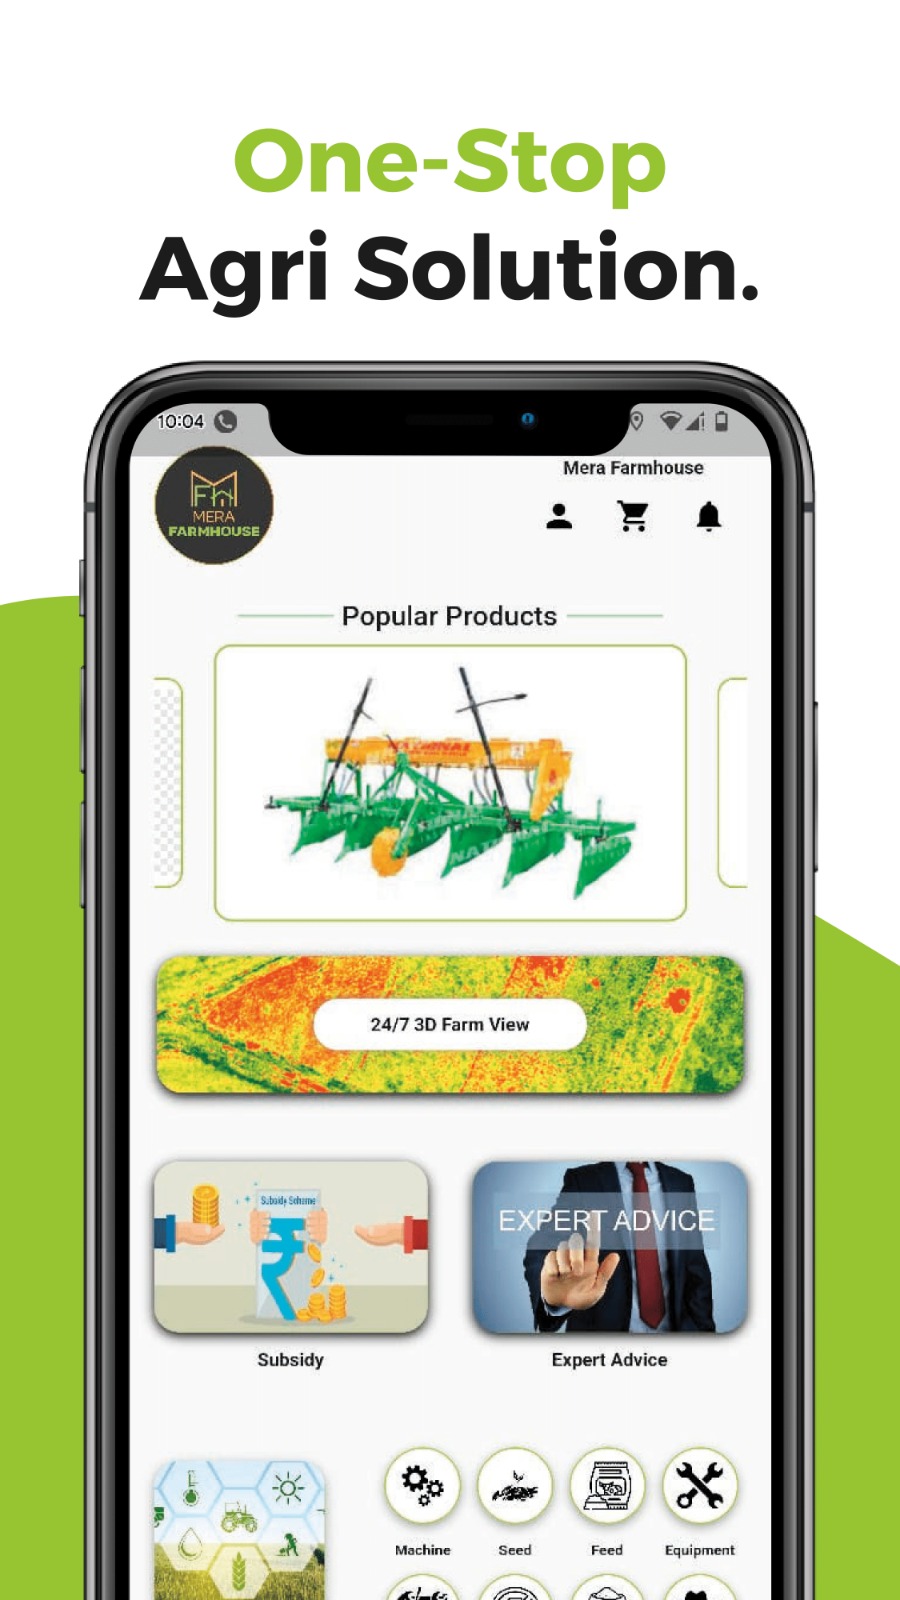 One-Stop
Agri Solution.
10:04
Mera Farmhouse
MERA
FARMHOUSE
Popular Products
NATIONAL
24/7 3D Farm View
Subsidy Scheme
EXPERT ADVICE
Subsidy
Expert Advice
Machine
Seed
Feed
Equipment